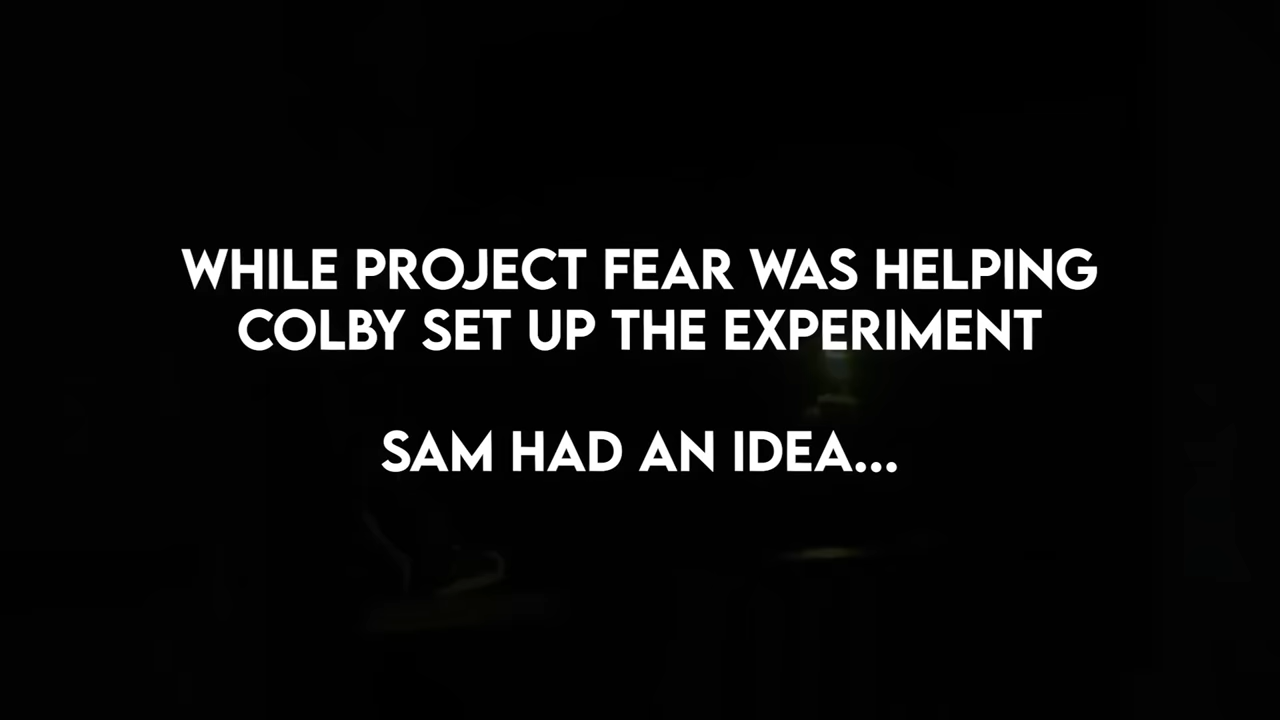 WHILE PROJECT FEAR WAS HELPING
COLBY SET UP THE EXPERIMENT
SAM HAD AN IDEA...